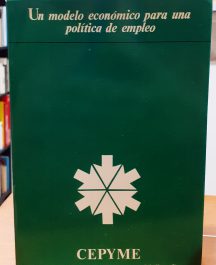 Un modelo económico para una
política de empleo
CEPYME